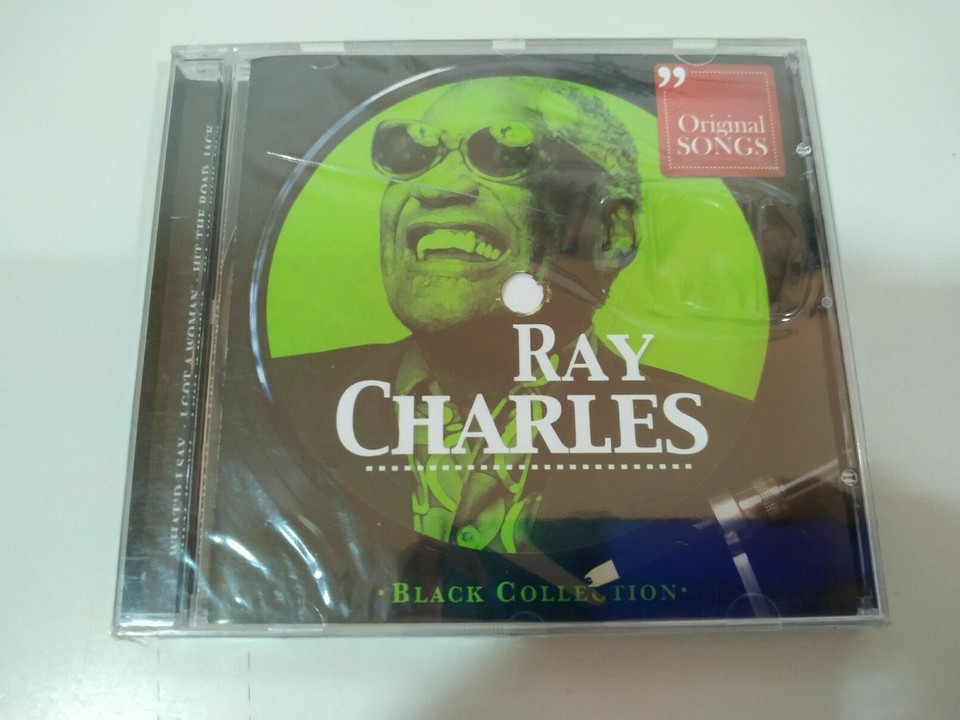 ”
Original
SONGS
RAY
CHARLES
·BLACK COLLECTION·
WHAT'D I SAY · I GOT A WOMAN · HIT THE ROAD JACK